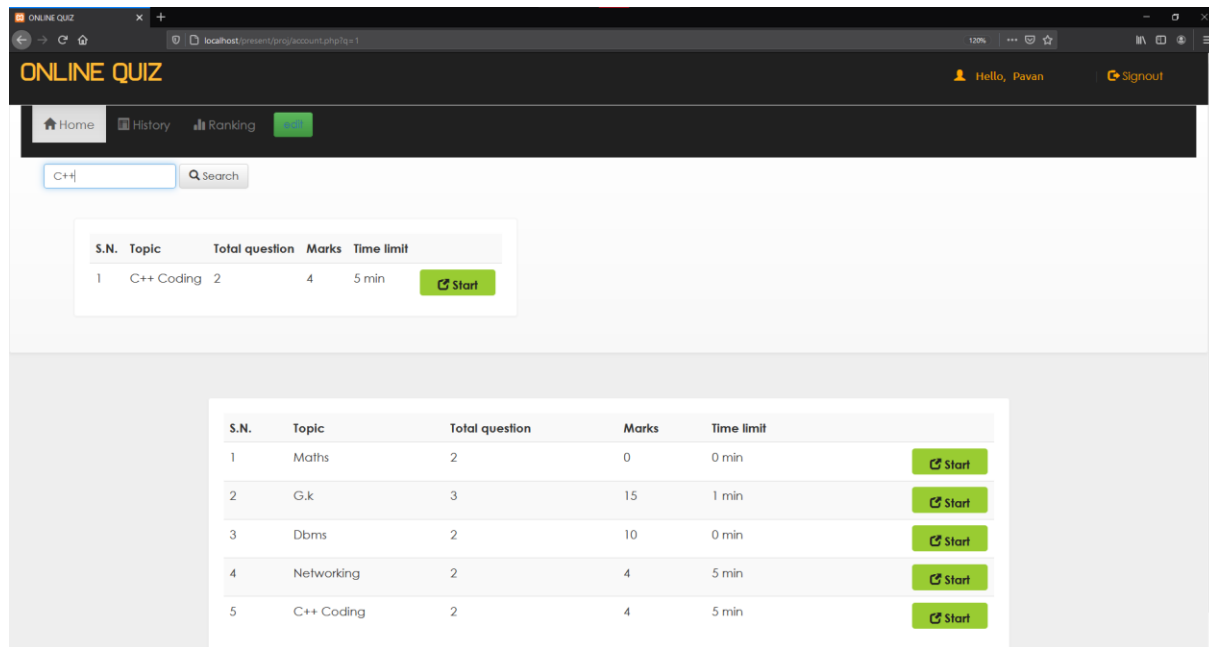 ONLINE QUIZ
localhost/present/proj/account.php?q=1
120%
ONLINE QUIZ
Hello, Pavan
Signout
Home History Ranking edit
C++ Search
S.N. Topic Total question Marks Time limit
1 C++ Coding 2 4 5 min Start
S.N. Topic Total question Marks Time limit
1 Maths 2 0 0 min Start
2 G.k 3 15 1 min Start
3 Dbms 2 10 0 min Start
4 Networking 2 4 5 min Start
5 C++ Coding 2 4 5 min Start